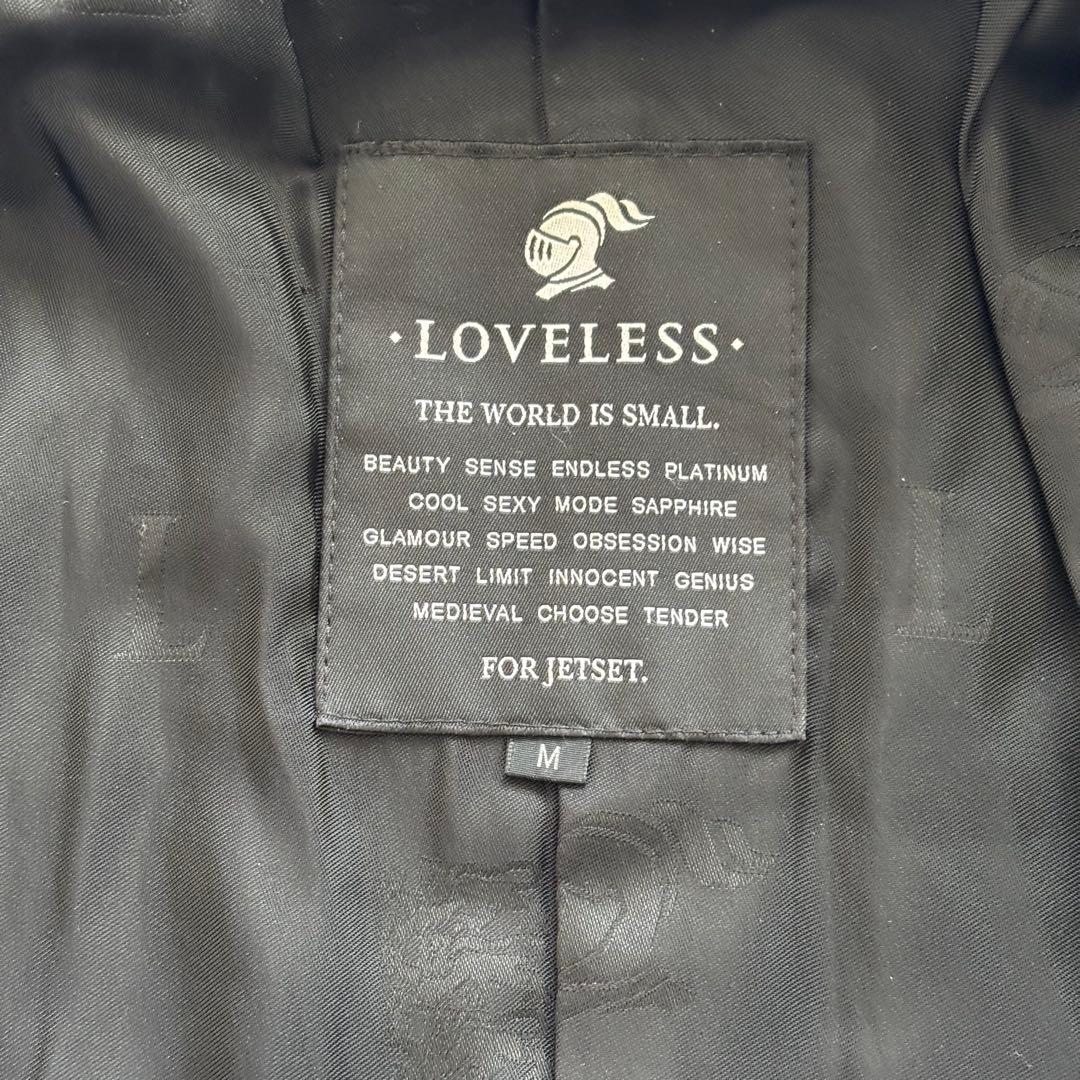 ·LOVELESS·
THE WORLD IS SMALL.
BEAUTY SENSE ENDLESS PLATINUM
COOL SEXY MODE SAPPHIRE
GLAMOUR SPEED OBSESSION WISE
DESERT LIMIT INNOCENT GENIUS
MEDIEVAL CHOOSE TENDER
FOR JETSET.
M